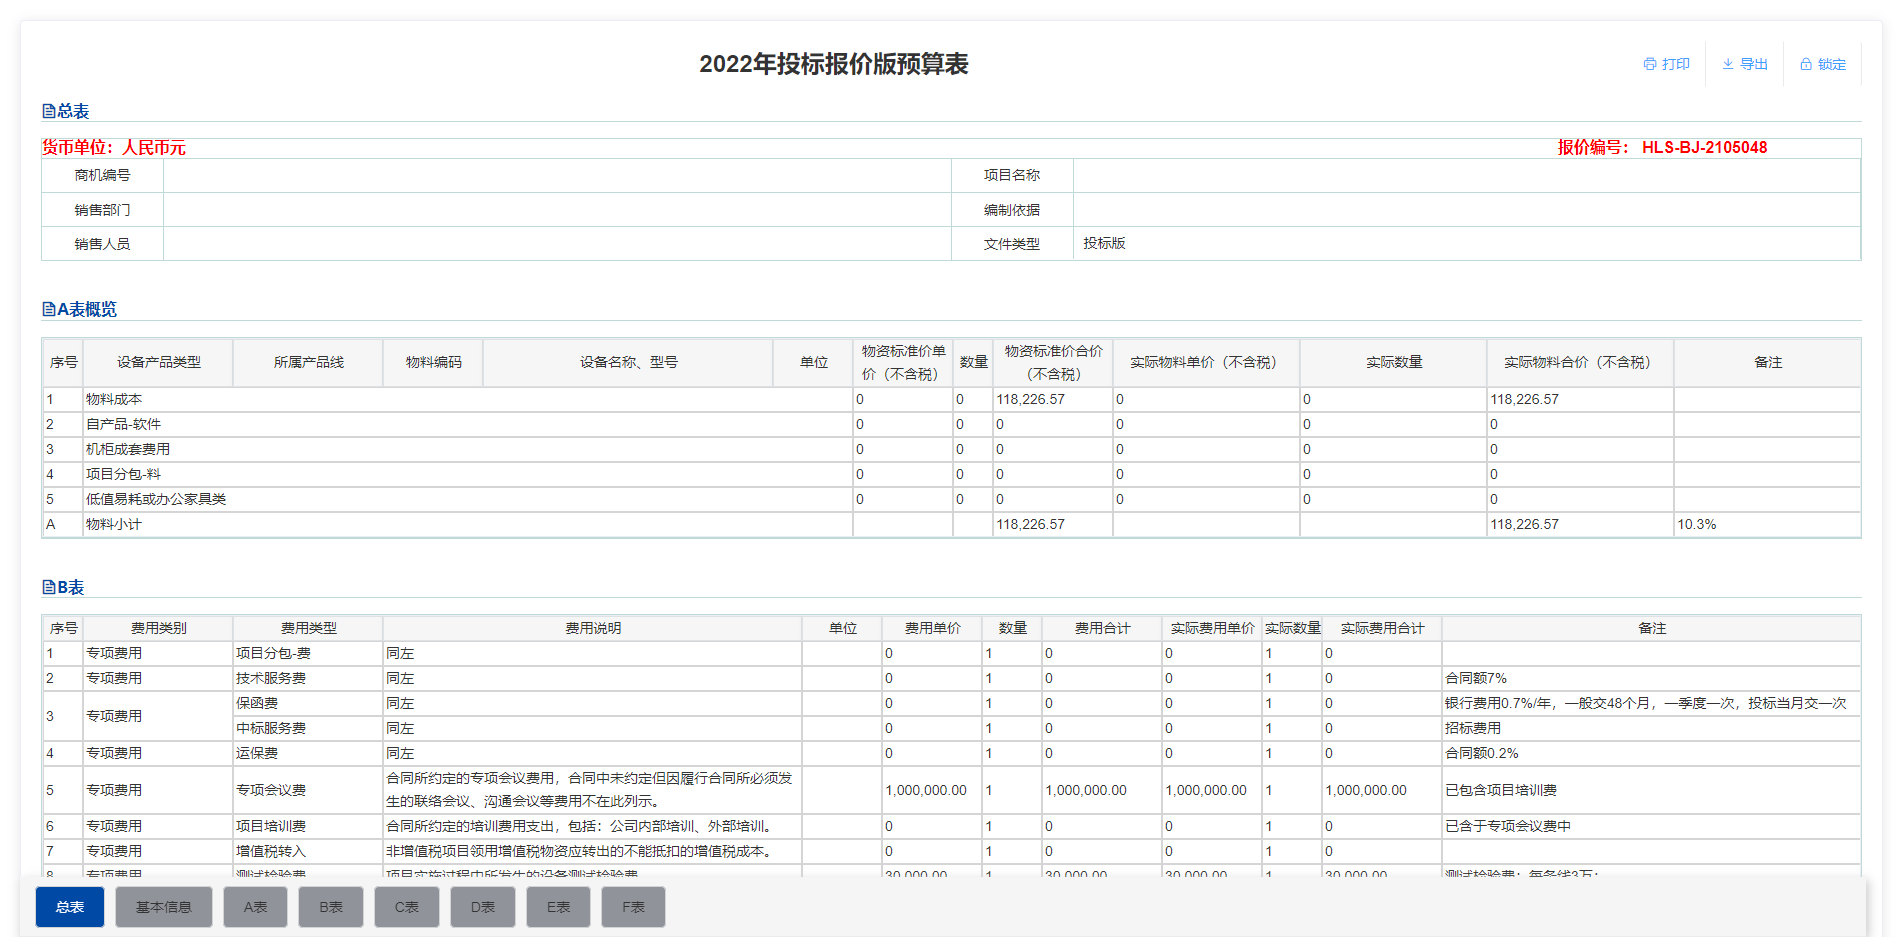 2022年投标报价版预算表
打印 导出 锁定
总表
货币单位：人民币元 报价编号： HLS-BJ-2105048
商机编号 项目名称
销售部门 编制依据
销售人员 文件类型 投标版
A表概览
序号 设备产品类型 所属产品线 物料编码 设备名称、型号 单位 物资标准价单价（不含税） 数量 物资标准价合价（不含税） 实际物料单价（不含税） 实际数量 实际物料合价（不含税） 备注
1 物料成本 0 0 118,226.57 0 0 118,226.57
2 自产品-软件 0 0 0 0 0 0
3 机柜成套费用 0 0 0 0 0 0
4 项目分包-料 0 0 0 0 0 0
5 低值易耗或办公家具类 0 0 0 0 0 0
A 物料小计 118,226.57 118,226.57 10.3%
B表
序号 费用类别 费用类型 费用说明 单位 费用单价 数量 费用合计 实际费用单价 实际数量 实际费用合计 备注
1 专项费用 项目分包-费 同左 0 1 0 0 1 0
2 专项费用 技术服务费 同左 0 1 0 0 1 0 合同额7%
3 专项费用 保函费 同左 0 1 0 0 1 0 银行费用0.7%/年，一般交48个月，一季度一次，投标当月交一次
中标服务费 同左 0 1 0 0 1 0 招标费用
4 专项费用 运保费 同左 0 1 0 0 1 0 合同额0.2%
5 专项费用 专项会议费 合同所约定的专项会议费用，合同中未约定但因履行合同所必须发
生的联络会议、沟通会议等费用不在此列示。 1,000,000.00 1 1,000,000.00 1,000,000.00 1 1,000,000.00 已包含项目培训费
6 专项费用 项目培训费 合同所约定的培训费用支出，包括：公司内部培训、外部培训。 0 1 0 0 1 0 已含于专项会议费中
7 专项费用 增值税转入 非增值税项目领用增值税物资应转出的不能抵扣的增值税成本。 0 1 0 0 1 0
8 专项费用 测试检验费 项目实施过程中所发生的设备测试检验费 30,000.00 1 30,000.00 30,000.00 1 30,000.00 测试检验费：每条线3万；
总表 基本信息 A表 B表 C表 D表 E表 F表